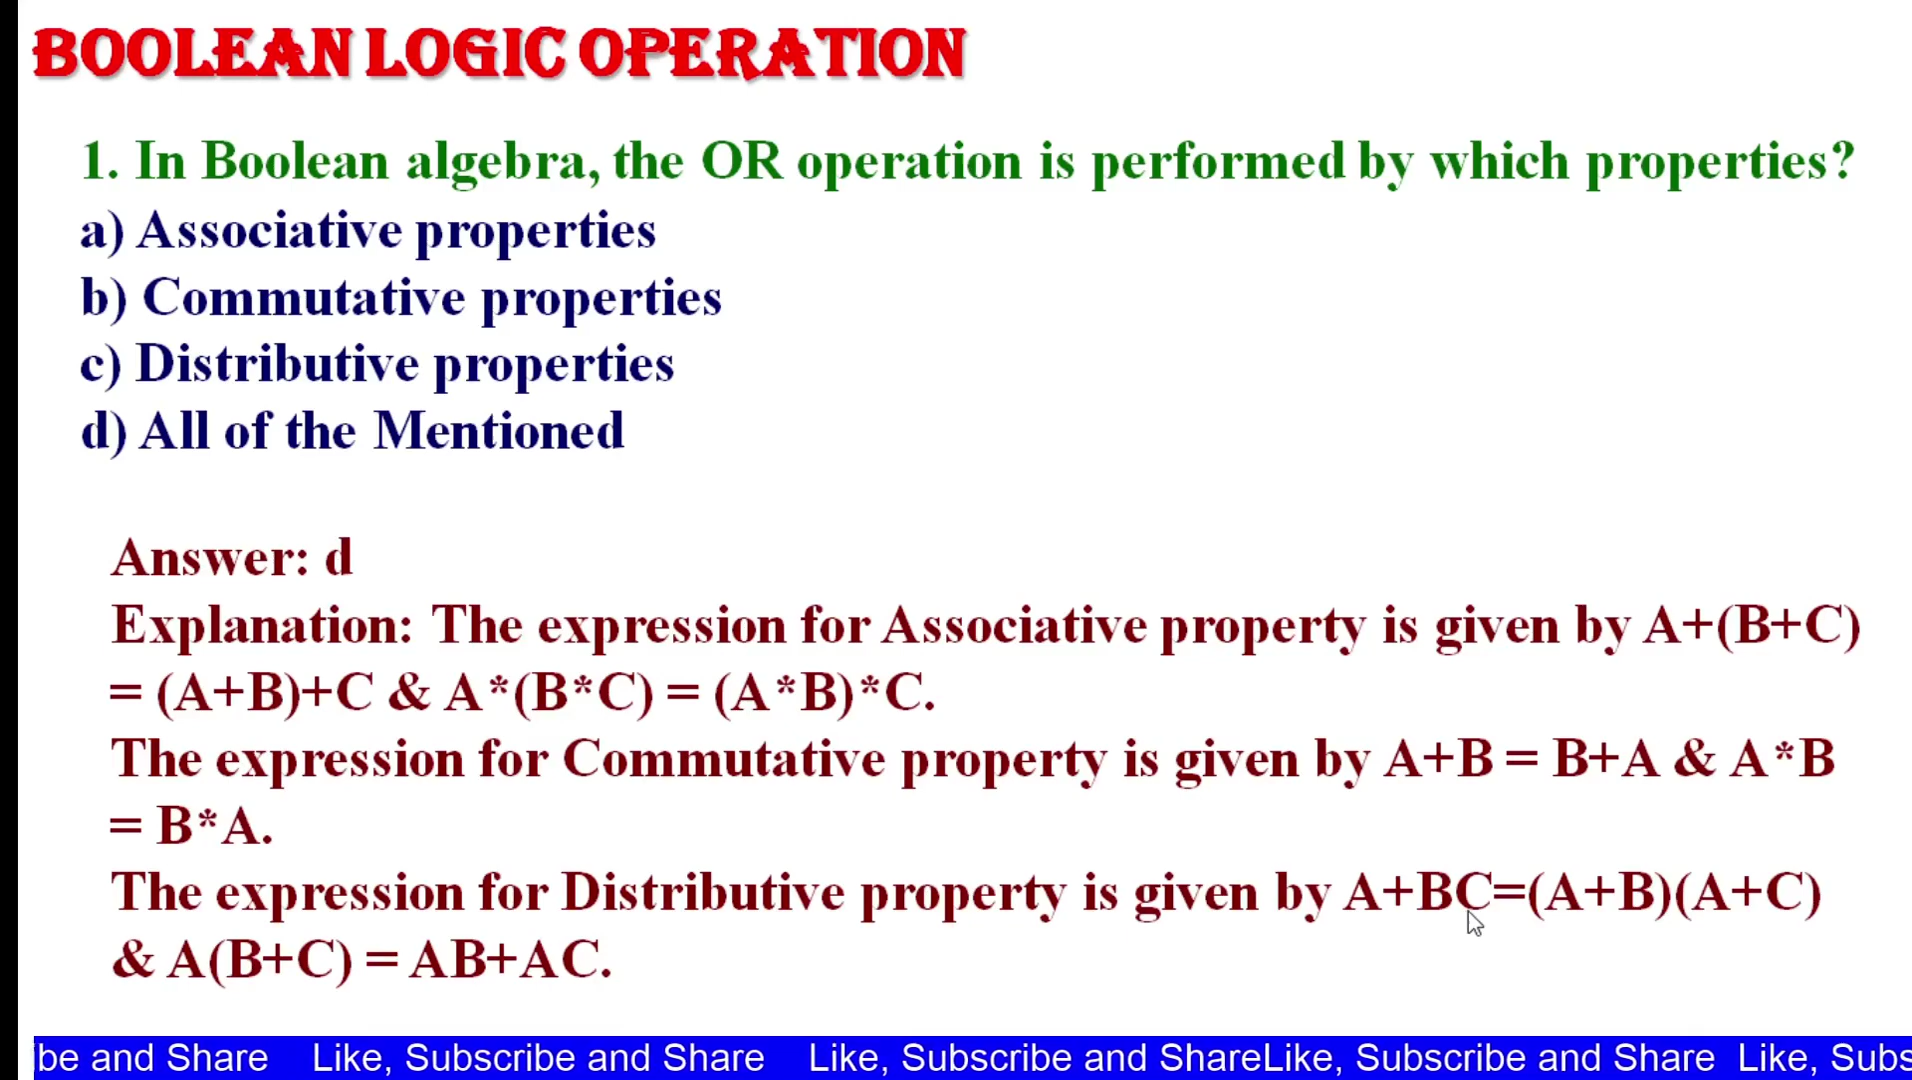 BOOLEAN LOGIC OPERATION
1. In Boolean algebra, the OR operation is performed by which properties?
a) Associative properties
b) Commutative properties
c) Distributive properties
d) All of the Mentioned
Answer: d
Explanation: The expression for Associative property is given by A+(B+C)
= (A+B)+C & A*(B*C) = (A*B)*C.
The expression for Commutative property is given by A+B = B+A & A*B
= B*A.
The expression for Distributive property is given by A+BC=(A+B)(A+C)
& A(B+C) = AB+AC.
ibe and Share Like, Subscribe and Share Like, Subscribe and ShareLike, Subscribe and Share Like, Subs